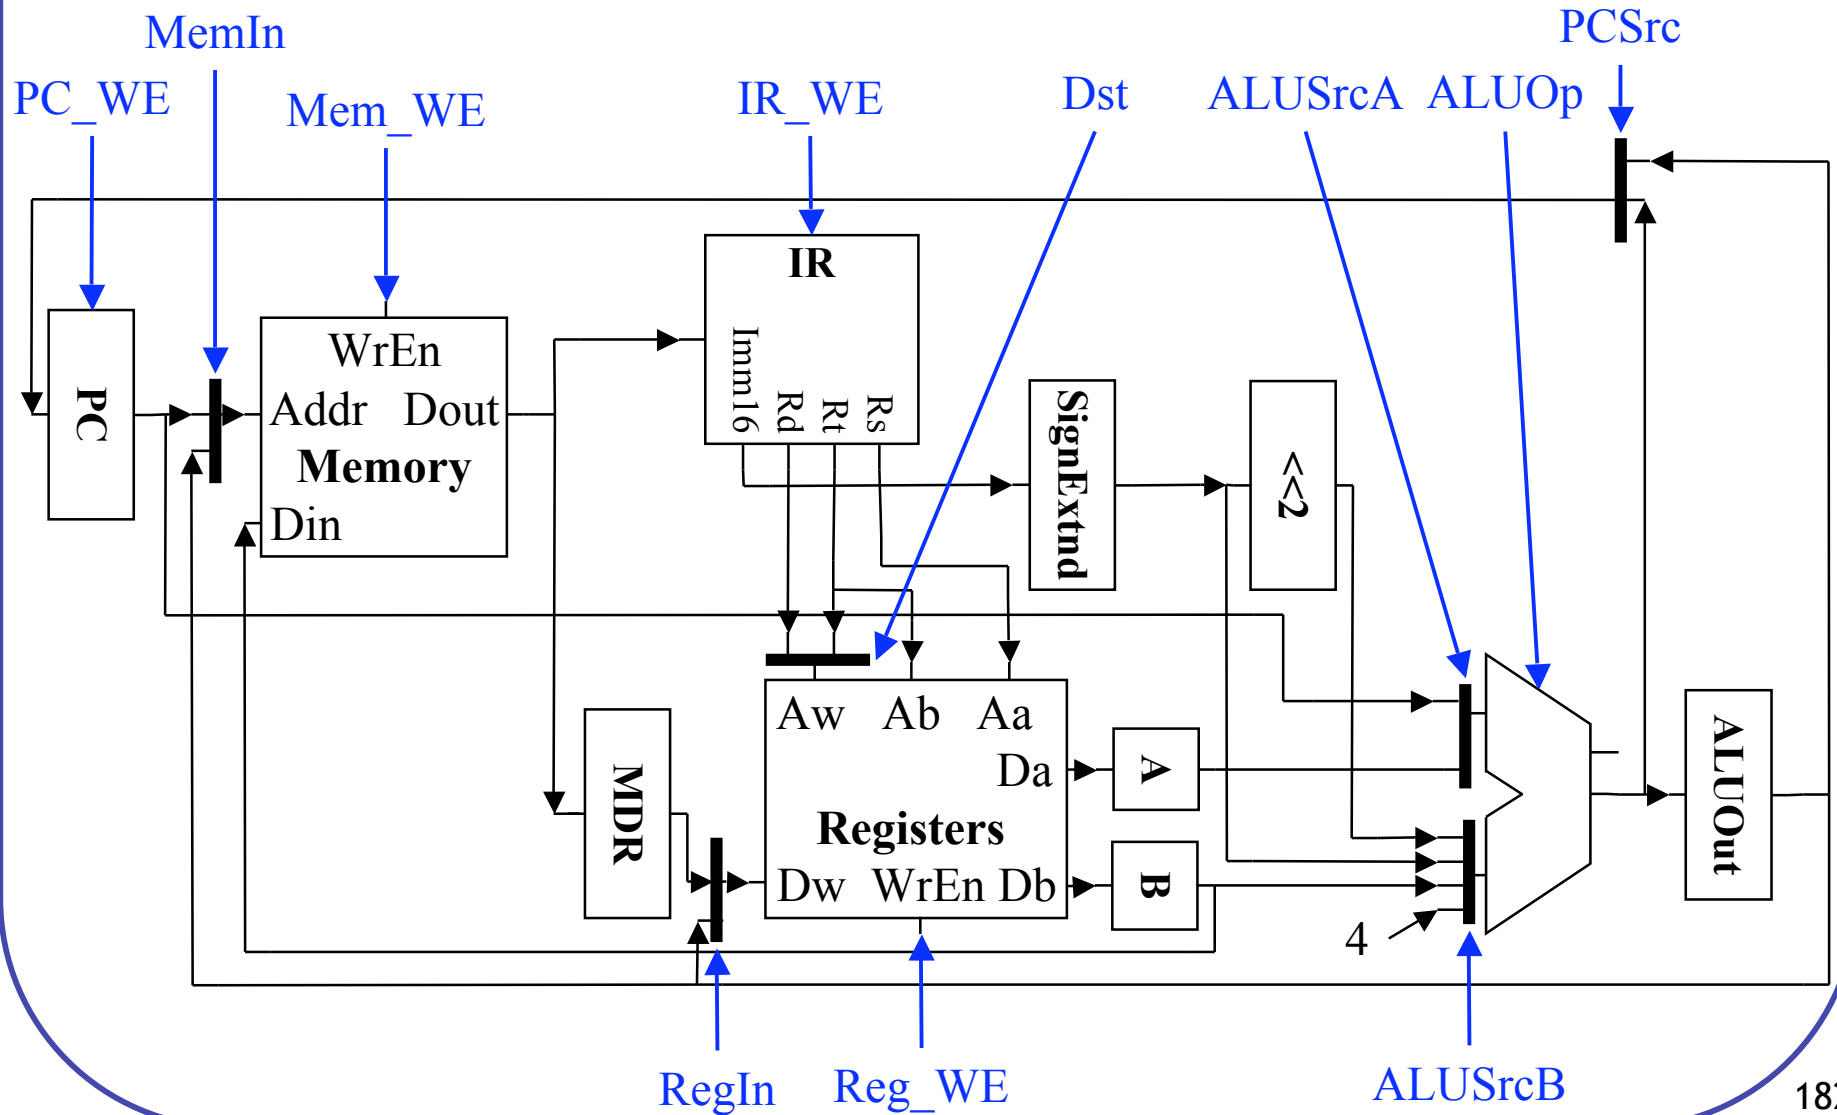 MemIn
PCSrc
PC_WE
Mem_WE
IR_WE
Dst
ALUSrcA
ALUOp
IR
Imm16
Rd
Rt
Rs
PC
WrEn
Addr Dout
Memory
Din
SignExtnd
<<2
Aw Ab Aa
Da
Registers
Dw WrEn Db
MDR
A
B
4
ALUOut
RegIn
Reg_WE
ALUSrcB